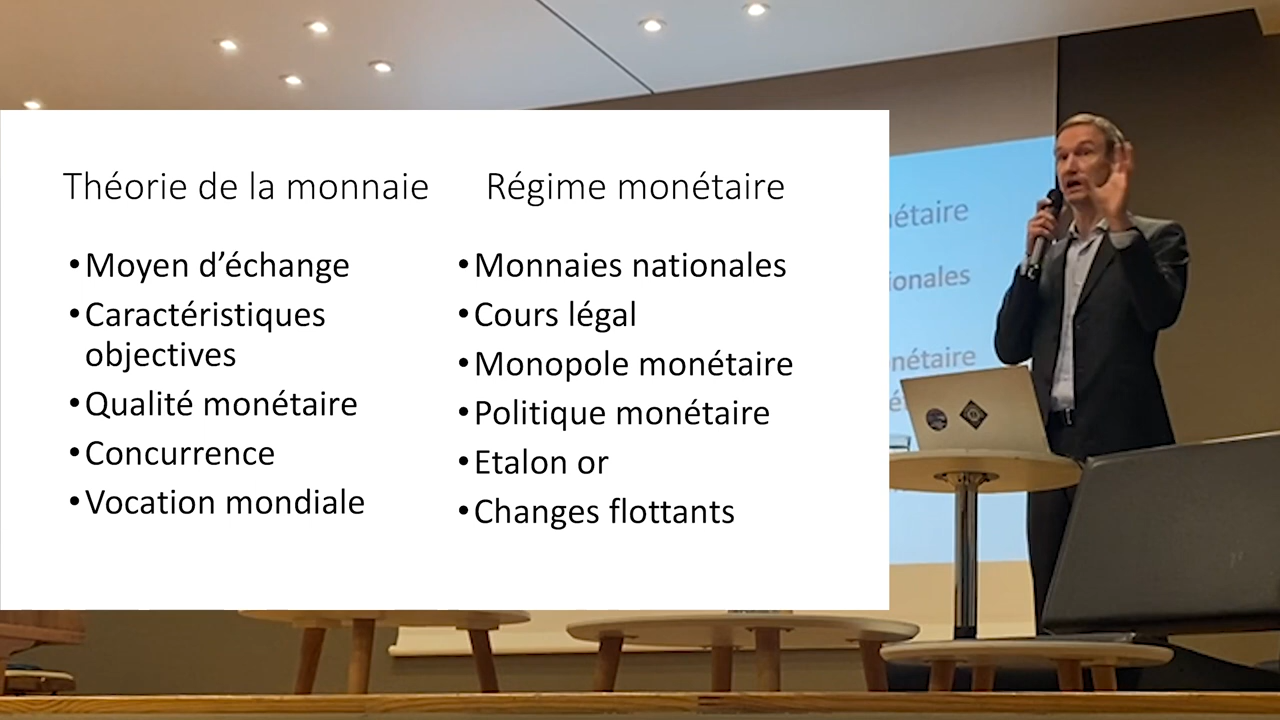 Théorie de la monnaie
• Moyen d’échange
• Caractéristiques
objectives
• Qualité monétaire
• Concurrence
• Vocation mondiale
Régime monétaire
• Monnaies nationales
• Cours légal
• Monopole monétaire
• Politique monétaire
• Etalon or
• Changes flottants
étaire
ionales
nétaire